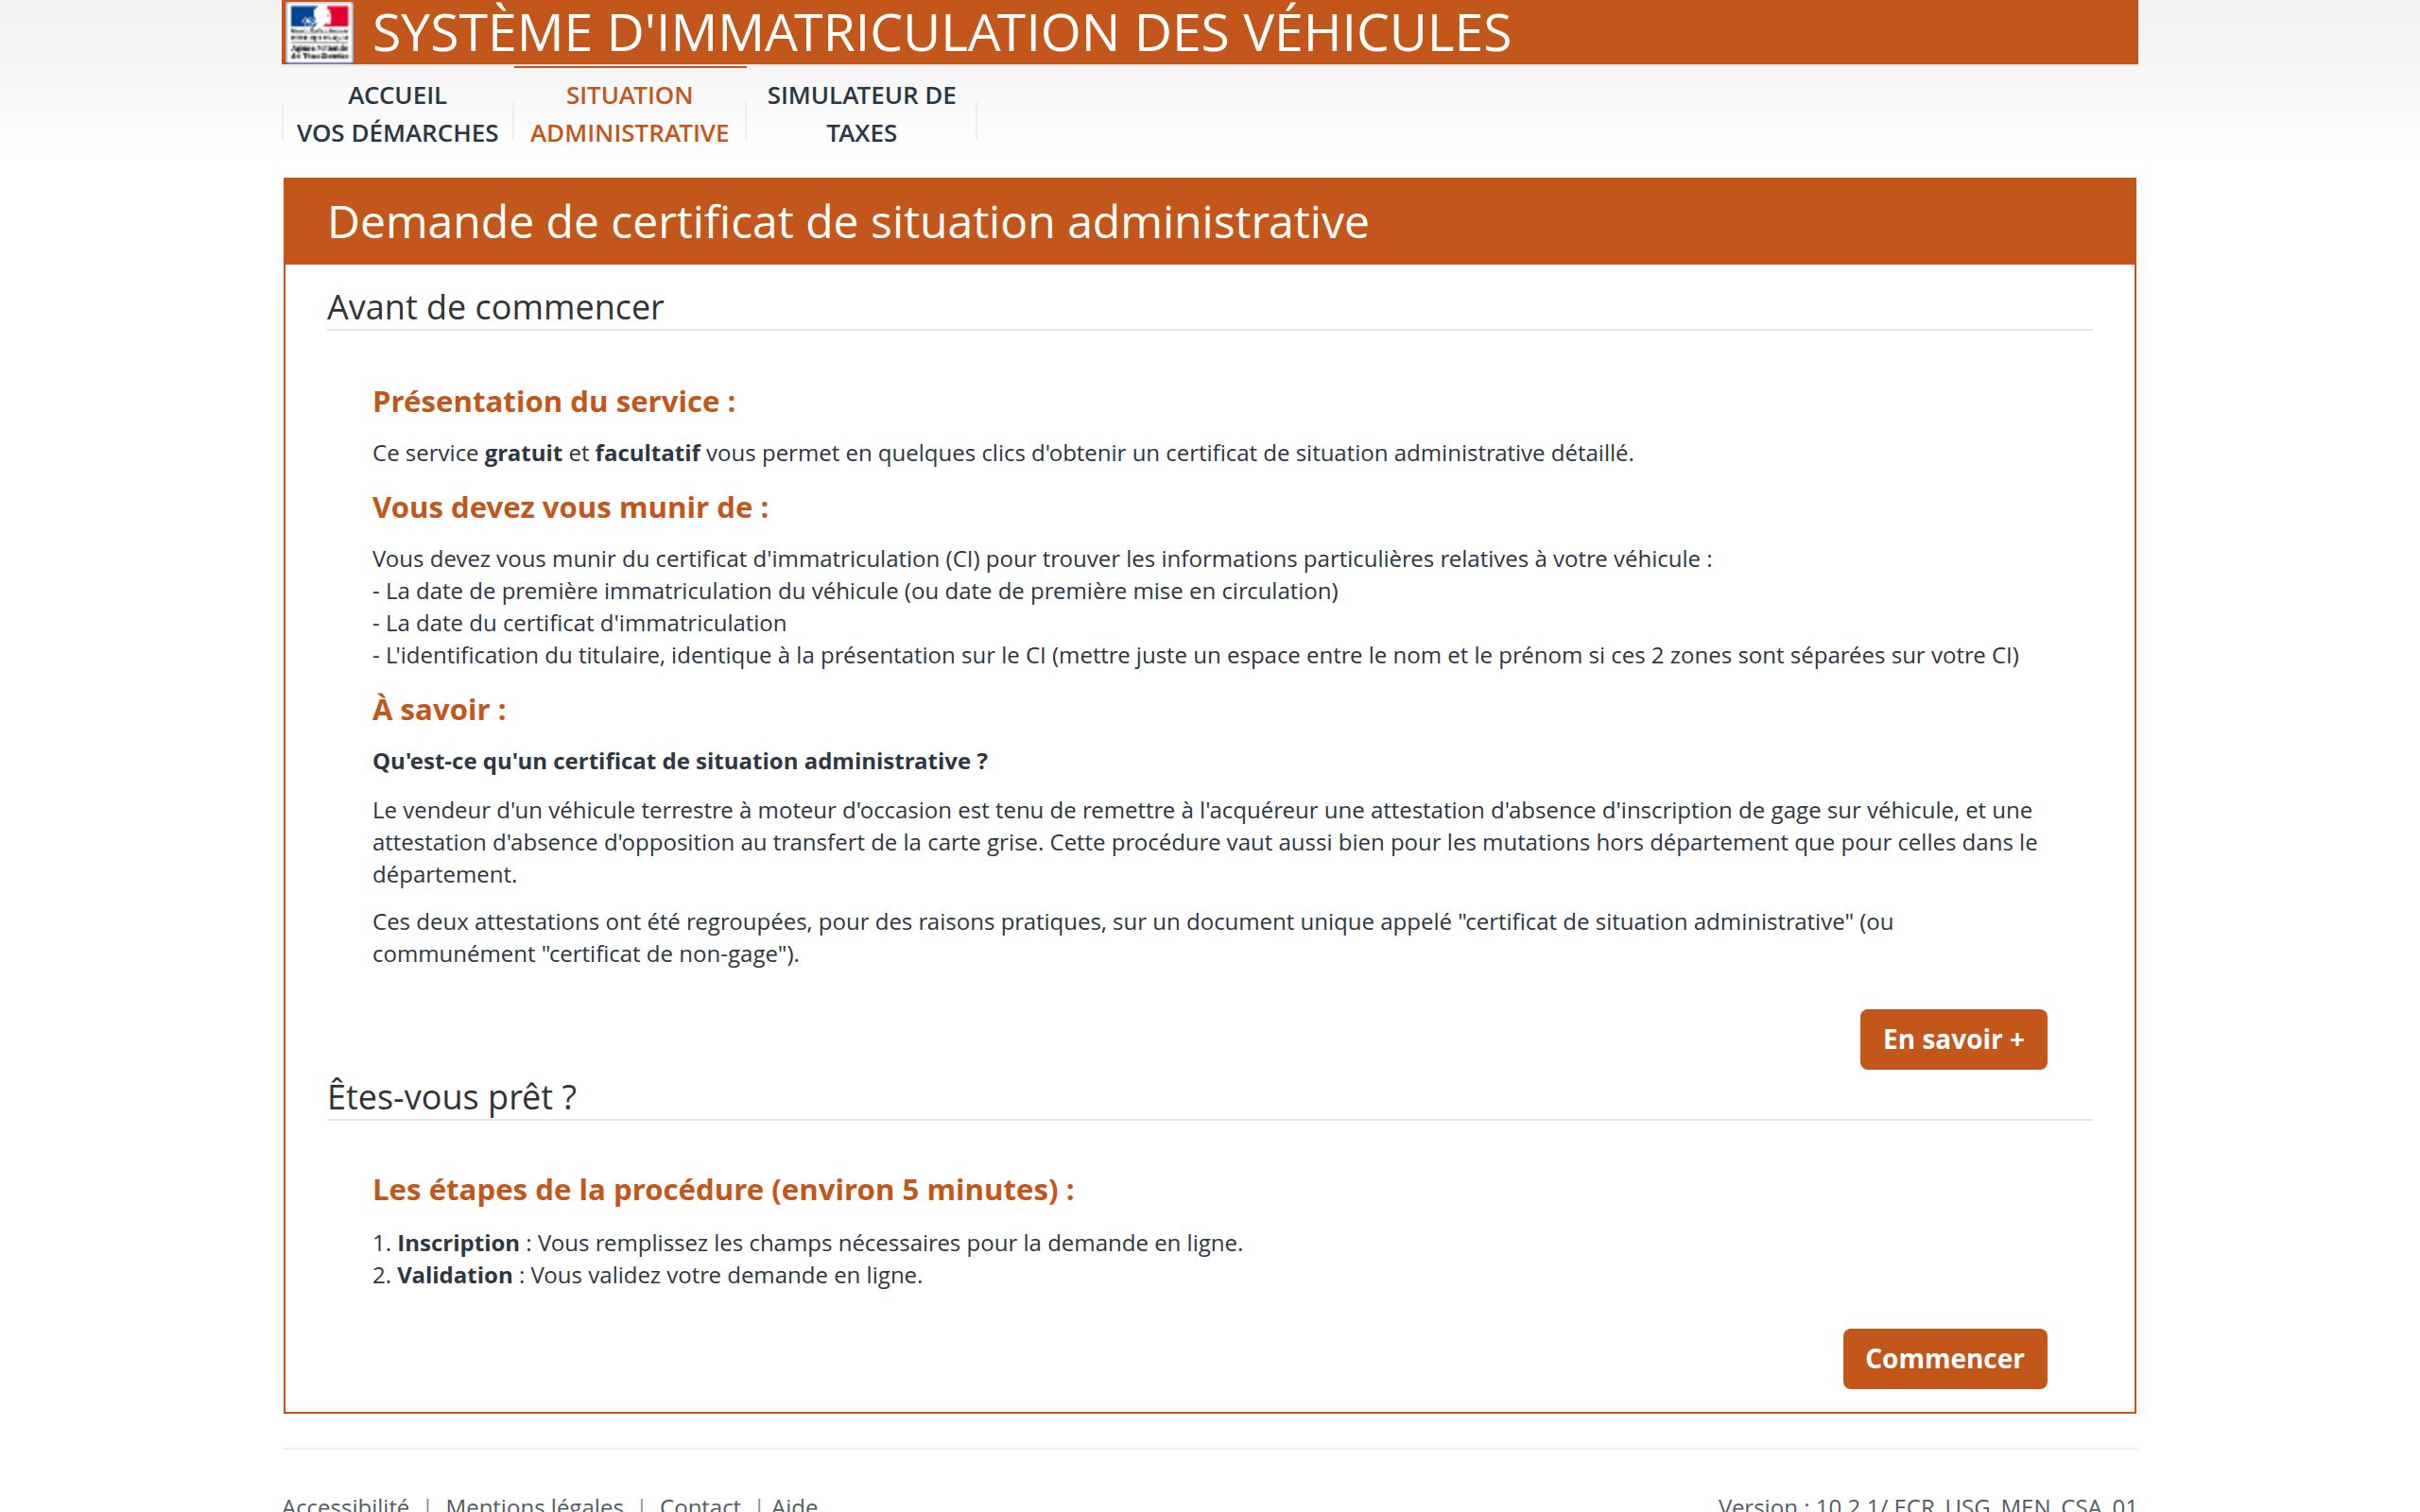 SYSTÈME D'IMMATRICULATION DES VÉHICULES
ACCUEIL
VOS DÉMARCHES
SITUATION
ADMINISTRATIVE
SIMULATEUR DE
TAXES
Demande de certificat de situation administrative
Avant de commencer
Présentation du service :
Ce service gratuit et facultatif vous permet en quelques clics d'obtenir un certificat de situation administrative détaillé.
Vous devez vous munir de :
Vous devez vous munir du certificat d'immatriculation (CI) pour trouver les informations particulières relatives à votre véhicule :
- La date de première immatriculation du véhicule (ou date de première mise en circulation)
- La date du certificat d'immatriculation
- L'identification du titulaire, identique à la présentation sur le CI (mettre juste un espace entre le nom et le prénom si ces 2 zones sont séparées sur votre CI)
À savoir :
Qu'est-ce qu'un certificat de situation administrative ?
Le vendeur d'un véhicule terrestre à moteur d'occasion est tenu de remettre à l'acquéreur une attestation d'absence d'inscription de gage sur véhicule, et une
attestation d'absence d'opposition au transfert de la carte grise. Cette procédure vaut aussi bien pour les mutations hors département que pour celles dans le
département.
Ces deux attestations ont été regroupées, pour des raisons pratiques, sur un document unique appelé "certificat de situation administrative" (ou
communément "certificat de non-gage").
En savoir +
Êtes-vous prêt ?
Les étapes de la procédure (environ 5 minutes) :
1. Inscription : Vous remplissez les champs nécessaires pour la demande en ligne.
2. Validation : Vous validez votre demande en ligne.
Commencer
Accessibilité | Mentions légales | Contact | Aide
Version : 10.2.1/ ECR_USG_MEN_CSA_01